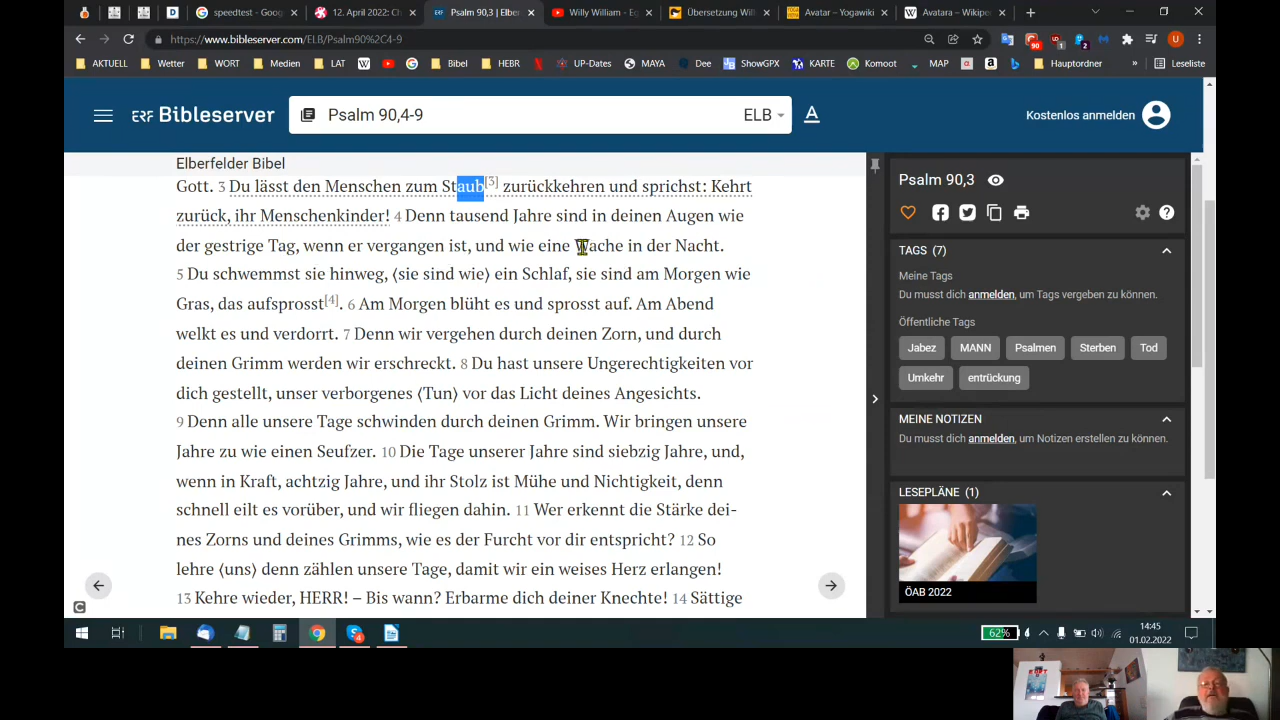 speedtest - Goog
12. April 2022: Ch
Psalm 90,3 | Elber
Willy William - Eg
Übersetzung Will
Avatar – Yogawiki
Avatara – Wikipe
https://www.bibleserver.com/ELB/Psalm90%2C4-9
AKTUELL
Wetter
WORT
Medien
LAT
Bibel
HEBR
UP-Dates
MAYA
Dee
ShowGPX
KARTE
Komoot
MAP
Hauptordner
»
Leseliste
ERF Bibleserver
Psalm 90,4-9
ELB
Kostenlos anmelden
Elberfelder Bibel
Gott. 3 Du lässt den Menschen zum Staub[3] zurückkehren und sprichst: Kehrt
zurück, ihr Menschenkinder! 4 Denn tausend Jahre sind in deinen Augen wie
der gestrige Tag, wenn er vergangen ist, und wie eine Wache in der Nacht.
5 Du schwemmst sie hinweg, ⟨sie sind wie⟩ ein Schlaf, sie sind am Morgen wie
Gras, das aufsprosst[4]. 6 Am Morgen blüht es und sprosst auf. Am Abend
welkt es und verdorrt. 7 Denn wir vergehen durch deinen Zorn, und durch
deinen Grimm werden wir erschreckt. 8 Du hast unsere Ungerechtigkeiten vor
dich gestellt, unser verborgenes ⟨Tun⟩ vor das Licht deines Angesichts.
9 Denn alle unsere Tage schwinden durch deinen Grimm. Wir bringen unsere
Jahre zu wie einen Seufzer. 10 Die Tage unserer Jahre sind siebzig Jahre, und,
wenn in Kraft, achtzig Jahre, und ihr Stolz ist Mühe und Nichtigkeit, denn
schnell eilt es vorüber, und wir fliegen dahin. 11 Wer erkennt die Stärke dei-
nes Zorns und deines Grimms, wie es der Furcht vor dir entspricht? 12 So
lehre ⟨uns⟩ denn zählen unsere Tage, damit wir ein weises Herz erlangen!
13 Kehre wieder, HERR! – Bis wann? Erbarme dich deiner Knechte! 14 Sättige
Psalm 90,3
TAGS (7)
Meine Tags
Du musst dich anmelden, um Tags vergeben zu können.
Öffentliche Tags
Jabez
MANN
Psalmen
Sterben
Tod
Umkehr
entrückung
MEINE NOTIZEN
Du musst dich anmelden, um Notizen erstellen zu können.
LESEPLÄNE (1)
ÖAB 2022
62%
14:45
01.02.2022